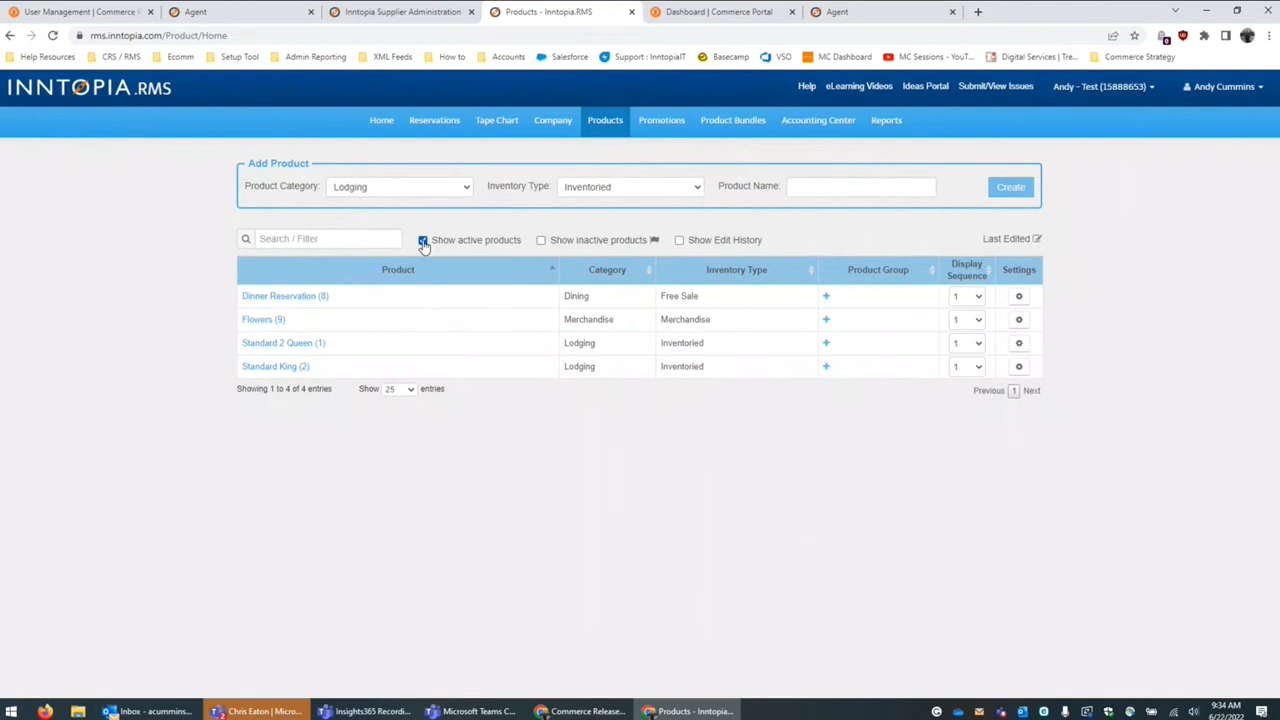 User Management | Commerce
Agent
Inntopia Supplier Administration
Products - Inntopia.RMS
Dashboard | Commerce Portal
Agent
rms.inntopia.com/Product/Home
Help Resources
CRS / RMS
Setup Tool
Ecomm
Admin Reporting
XML Feeds
How to
Accounts
Salesforce
Support : InntopiaIT
Basecamp
VSO
MC Dashboard
MC Sessions - YouT...
Digital Services | Tre...
Commerce Strategy
INNTOPIA.RMS
Help
eLearning Videos
Ideas Portal
Submit/View Issues
Andy - Test (15888653)
Andy Cummins
Home
Reservations
Tape Chart
Company
Products
Promotions
Product Bundles
Accounting Center
Reports
Add Product
Product Category:
Lodging
Inventory Type:
Inventoried
Product Name:
Create
Search / Filter
Show active products
Show inactive products
Show Edit History
Last Edited
Product
Category
Inventory Type
Product Group
Display
Sequence
Settings
Dinner Reservation (8)
Dining
Free Sale
1
Flowers (9)
Merchandise
Merchandise
1
Standard 2 Queen (1)
Lodging
Inventoried
1
Standard King (2)
Lodging
Inventoried
1
Showing 1 to 4 of 4 entries
Show
25
entries
Previous
1
Next
Inbox - acummins...
Chris Eaton | Micro...
Insights365 Recordi...
Microsoft Teams C...
Commerce Release...
Products - Inntopia...
9:34 AM
6/22/2022